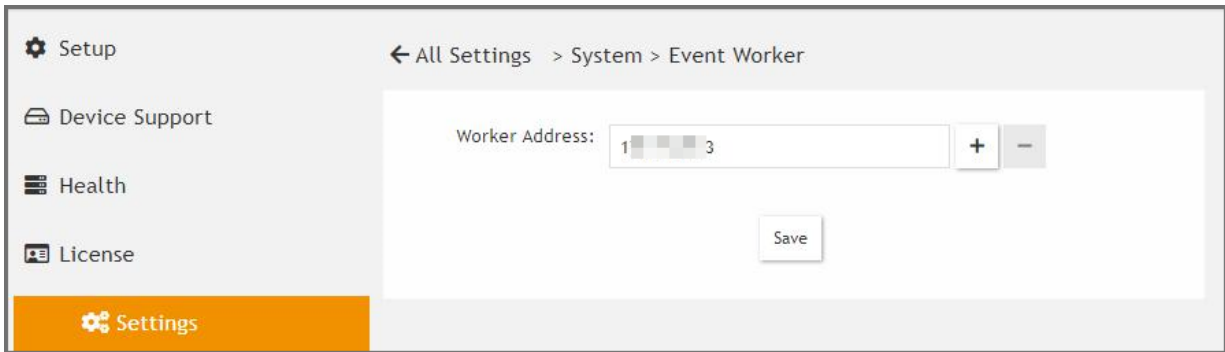 Setup
← All Settings > System > Event Worker
Device Support
Worker Address:
+ −
Health
Save
License
Settings